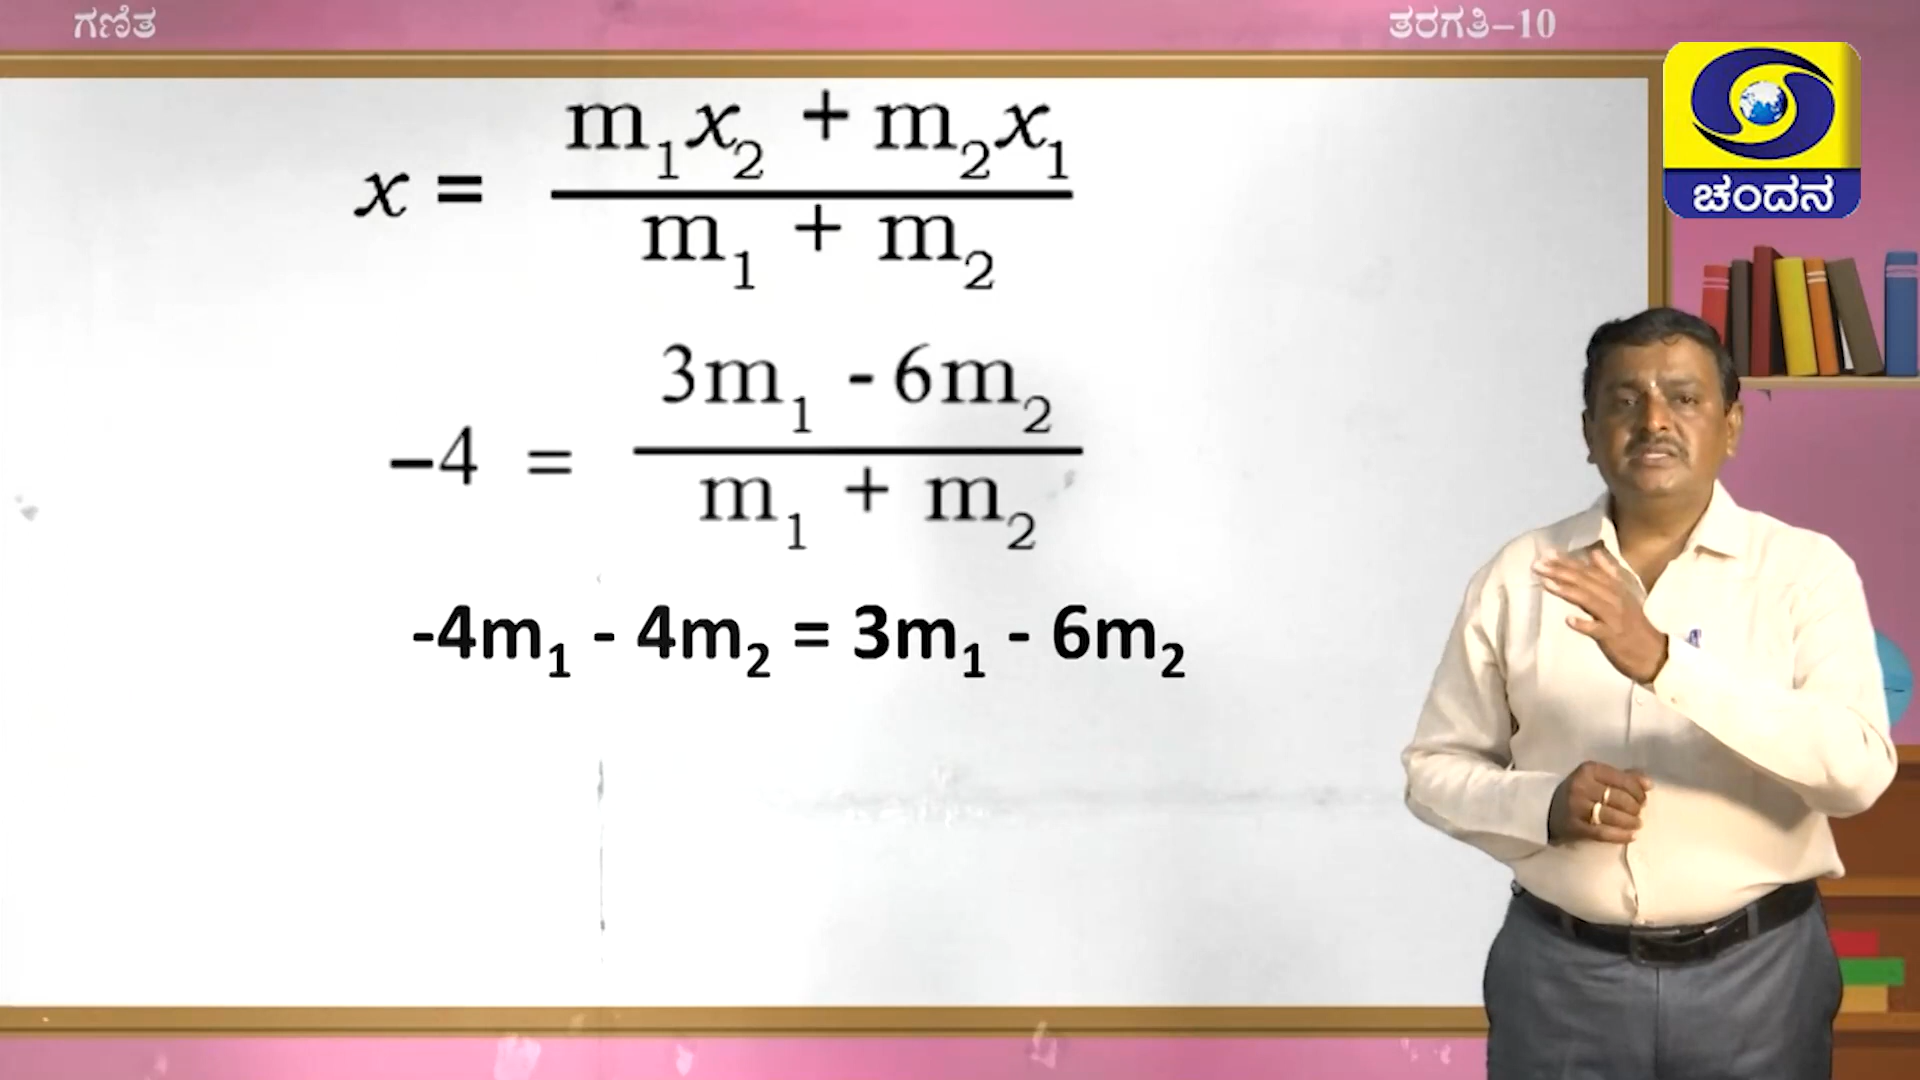 ಗಣಿತ ತರಗತಿ–10
ಚಂದನ
x = (m₁x₂ + m₂x₁) / (m₁ + m₂)
–4 = (3m₁ - 6m₂) / (m₁ + m₂)
-4m₁ - 4m₂ = 3m₁ - 6m₂